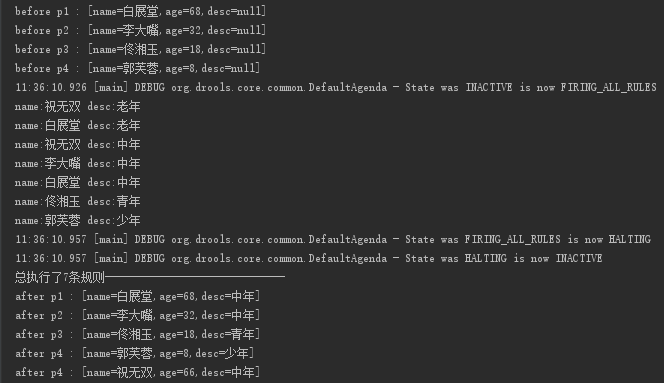 before p1 : [name=白展堂,age=68,desc=null]
before p2 : [name=李大嘴,age=32,desc=null]
before p3 : [name=佟湘玉,age=18,desc=null]
before p4 : [name=郭芙蓉,age=8,desc=null]
11:36:10.926 [main] DEBUG org.drools.core.common.DefaultAgenda - State was INACTIVE is now FIRING_ALL_RULES
name:祝无双 desc:老年
name:白展堂 desc:老年
name:祝无双 desc:中年
name:李大嘴 desc:中年
name:白展堂 desc:中年
name:佟湘玉 desc:青年
name:郭芙蓉 desc:少年
11:36:10.957 [main] DEBUG org.drools.core.common.DefaultAgenda - State was FIRING_ALL_RULES is now HALTING
11:36:10.957 [main] DEBUG org.drools.core.common.DefaultAgenda - State was HALTING is now INACTIVE
总执行了7条规则------------------------------
after p1 : [name=白展堂,age=68,desc=中年]
after p2 : [name=李大嘴,age=32,desc=中年]
after p3 : [name=佟湘玉,age=18,desc=青年]
after p4 : [name=郭芙蓉,age=8,desc=少年]
after p4 : [name=祝无双,age=66,desc=中年]